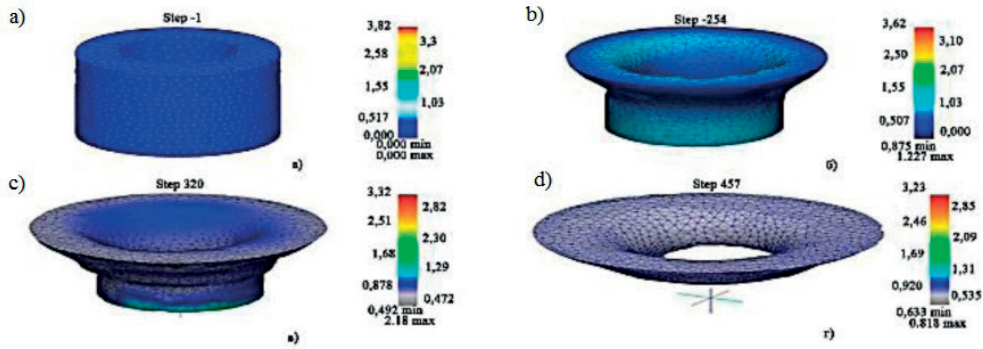 a)
Step -1
3,82
3,3
2,58
2,07
1,55
1,03
0,517
0,000
0,000 min
0,000 max
а)
б)
Step -254
3,62
3,10
2,50
2,07
1,55
1,03
0,507
0,000
0,875 min
1.227 max
б)
c)
Step 320
3,32
2,82
2,51
2,30
1,68
1,29
0,878
0,472
0,492 min
2.18 max
в)
d)
Step 457
3,23
2,85
2,46
2,09
1,69
1,31
0,920
0,535
0,633 min
0.818 max
г)